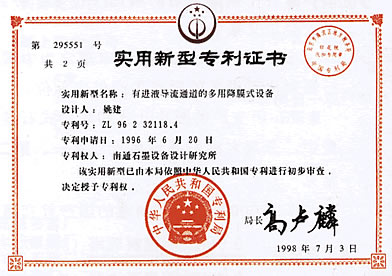 第 295551 号
共 2 页
实用新型专利证书
实用新型名称：有进液导流通道的多用降膜式设备
设计人：姚建
专利号：ZL 96 2 32118.4
专利申请日：1996 年 6 月 20 日
专利权人：南通石墨设备设计研究所
该实用新型已由本局依照中华人民共和国专利进行初步审查，
决定授予专利权。
中华人民共和国专利局
局长 高卢麟
1998 年 7 月 3 日